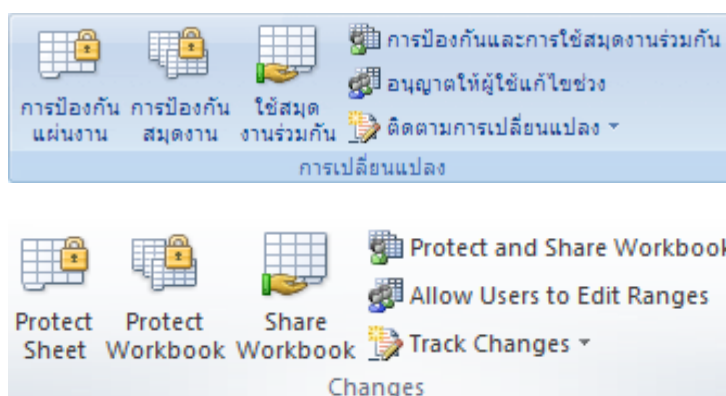 การป้องกันและการใช้สมุดงานร่วมกัน
อนุญาตให้ผู้ใช้แก้ไขช่วง
การป้องกัน การป้องกัน ใช้สมุด
แผ่นงาน สมุดงาน งานร่วมกัน ติดตามการเปลี่ยนแปลง
การเปลี่ยนแปลง
Protect and Share Workbook
Allow Users to Edit Ranges
Protect Protect Share
Sheet Workbook Workbook Track Changes
Changes